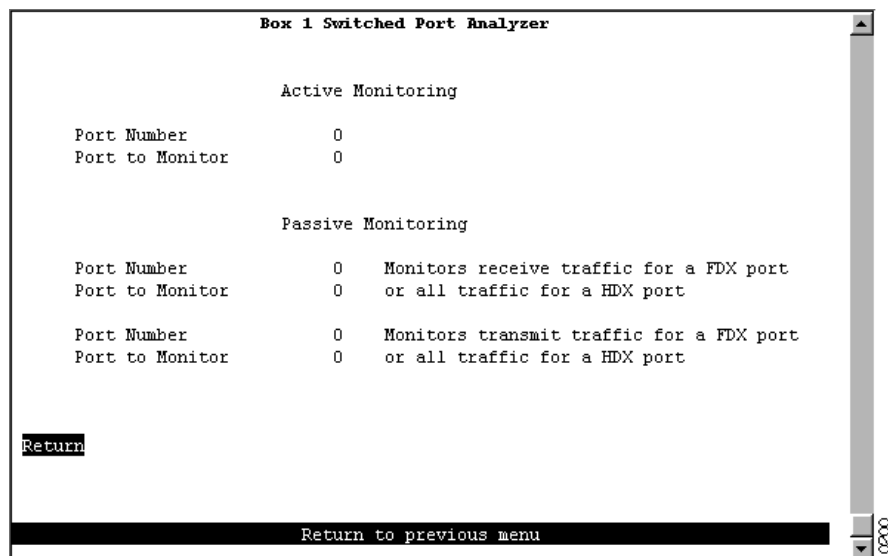 Box 1 Switched Port Analyzer
Active Monitoring
Port Number 0
Port to Monitor 0
Passive Monitoring
Port Number 0 Monitors receive traffic for a FDX port
Port to Monitor 0 or all traffic for a HDX port
Port Number 0 Monitors transmit traffic for a FDX port
Port to Monitor 0 or all traffic for a HDX port
Return
Return to previous menu